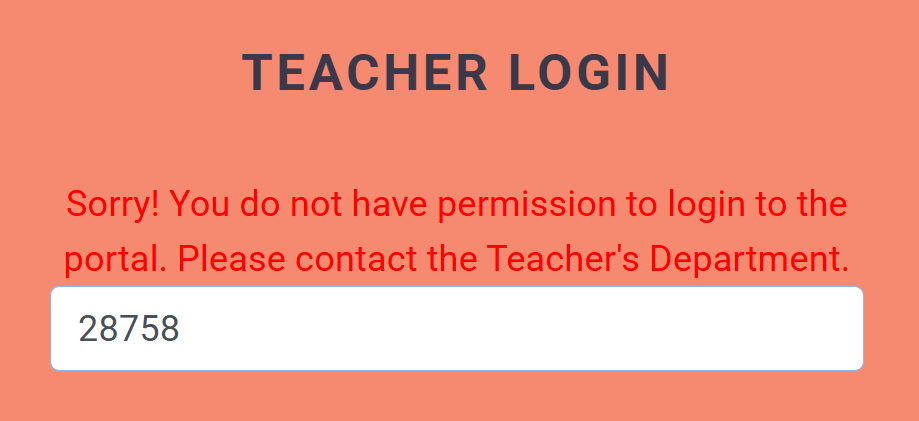 TEACHER LOGIN
Sorry! You do not have permission to login to the
portal. Please contact the Teacher's Department.
28758